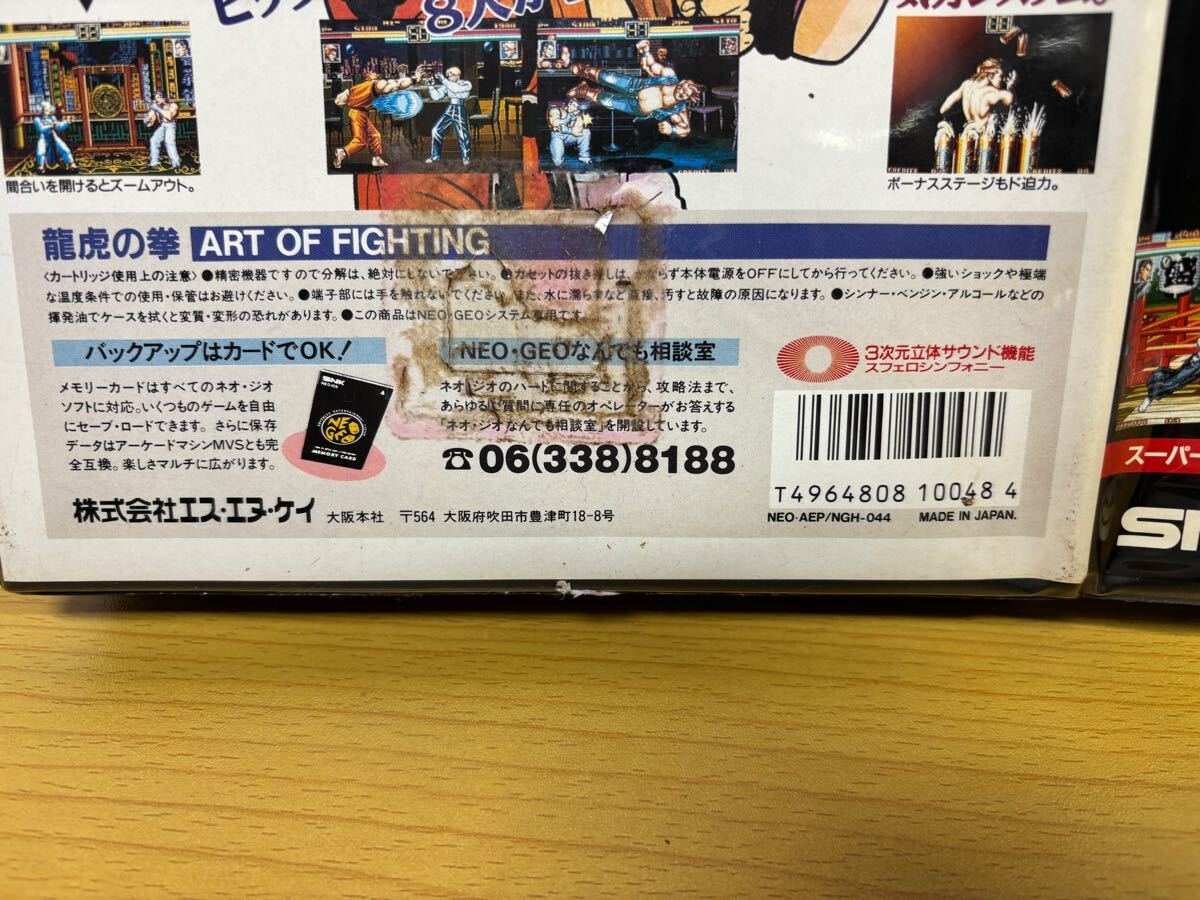 間合いを開けるとズームアウト。
ボーナスステージもド迫力。
龍虎の拳 ART OF FIGHTING
〈カートリッジ使用上の注意〉●精密機器ですので分解は、絶対にしないで下さい。●カセットの抜き差しは、かならず本体電源をOFFにしてから行ってください。●強いショックや極端
な温度条件での使用・保管はお避けください。●端子部には手を触れないでください。また、水に濡らすなど直接、汚すと故障の原因になります。●シンナー・ベンジン・アルコールなどの
揮発油でケースを拭くと変質・変形の恐れがあります。●この商品はNEO・GEOシステム専用です。
バックアップはカードでOK!
メモリーカードはすべてのネオ・ジオ
ソフトに対応。いくつものゲームを自由
にセーブ・ロードできます。さらに保存
データはアーケードマシンMVSとも完
全互換。楽しさマルチに広がります。
SNK
NEO GEO
MEMORY CARD
NEO・GEOなんでも相談室
ネオ・ジオのハードに関することから、攻略法まで、
あらゆるご質問に専任のオペレーターがお答えする
「ネオ・ジオなんでも相談室」を開設しています。
☎06(338)8188
3次元立体サウンド機能
スフェロシンフォニー
T4964808 10048 4
NEO・AEP/NGH-044 MADE IN JAPAN.
株式会社エス・エヌ・ケイ 大阪本社 〒564 大阪府吹田市豊津町18-8号
スーパー